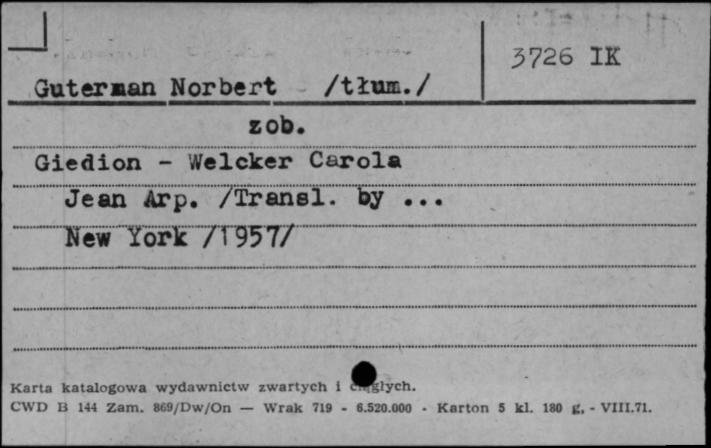 3726 IK
Guterman Norbert /tłum./
zob.
Giedion - Welcker Carola
Jean Arp. /Transl. by ...
New York /1957/
Karta katalogowa wydawnictw zwartych i ciągłych.
CWD B 144 Zam. 869/Dw/On — Wrak 719 - 6.520.000 - Karton 5 kl. 180 g, - VIII.71.